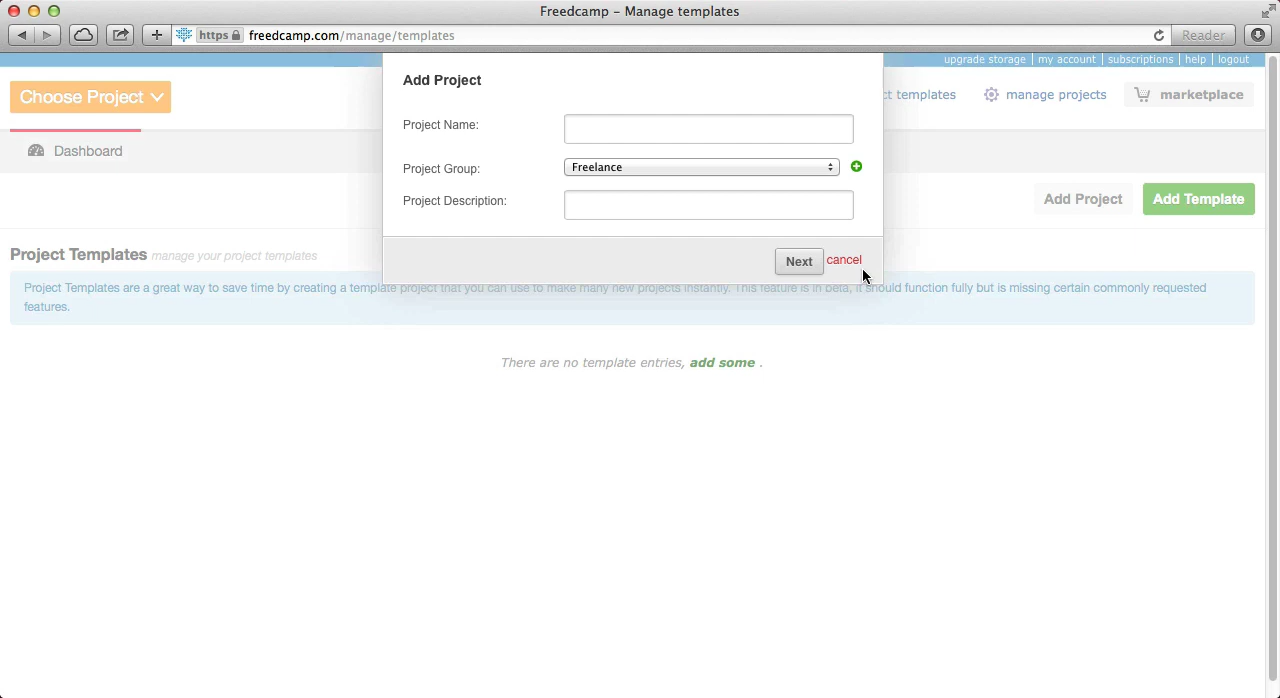 Freedcamp – Manage templates
https freedcamp.com/manage/templates Reader
upgrade storage | my account | subscriptions | help | logout
Add Project
Choose Project ct templates manage projects marketplace
Project Name:
Dashboard
Project Group: Freelance
Project Description:
Add Project Add Template
Project Templates manage your project templates
Next cancel
Project Templates are a great way to save time by creating a template project that you can use to make many new projects instantly. This feature is in beta, it should function fully but is missing certain commonly requested
features.
There are no template entries, add some .